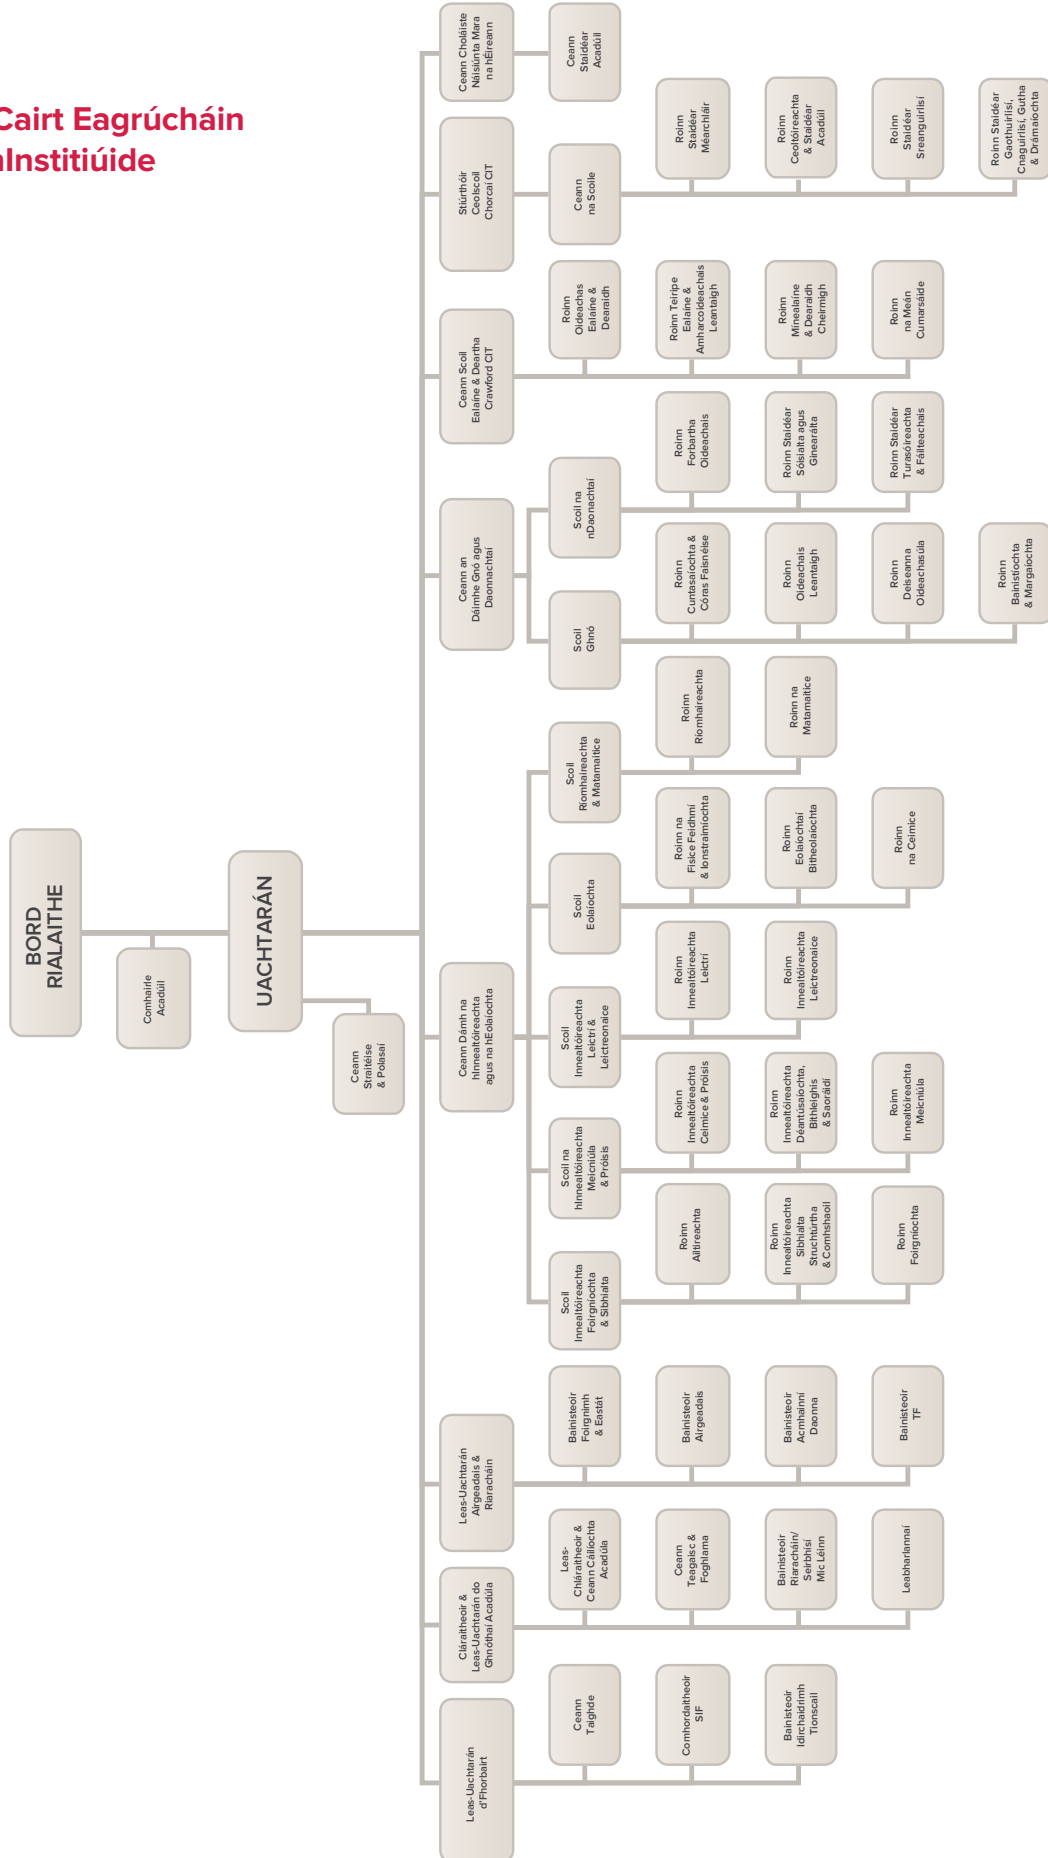 Cairt Eagrúcháin
BORD
RIALAITHE
Comhairle
Acadúil
UACHTARÁN
Ceann
Straitéise
& Polasaí
Leas-Uachtarán
d'Fhorbairt
Ceann
Taighde
Comhordaitheoir
SIF
Bainisteoir
Idirchaidrimh
Tionscail
Cláraitheoir &
Leas-Uachtarán do
Ghnóthaí Acadúla
Leas-
Chláraitheoir &
Ceann Cáilíochta
Acadúla
Ceann
Teagaisc &
Foghlama
Bainisteoir
Riaracháin/
Seirbhísí
Mic Léinn
Leabharlannaí
Leas-Uachtarán
Airgeadais &
Riaracháin
Bainisteoir
Foirgnimh
& Eastát
Bainisteoir
Airgeadais
Bainisteoir
Acmhainní
Daonna
Bainisteoir
TF
Ceann Dámh na
hInnealtóireachta
agus na hEolaíochta
Scoil
Innealtóireachta
Foirgníochta
& Sibhialta
Roinn
Ailtireachta
Roinn
Innealtóireachta
Sibhialta
Struchtúrtha
& Comhshaoil
Roinn
Foirgníochta
Scoil na
hInnealtóireachta
Meicniúla
& Próisis
Roinn
Innealtóireachta
Ceimice & Próisis
Roinn
Innealtóireachta
Déantúsaíochta,
Bithleighis
& Saoráidí
Roinn
Innealtóireachta
Meicniúla
Scoil
Innealtóireachta
Leictrí &
Leictreonaice
Roinn
Innealtóireachta
Leictrí
Roinn
Innealtóireachta
Leictreonaice
Scoil
Eolaíochta
Roinn na
Fisice Feidhmí
& Ionstraimíochta
Roinn
Eolaíochtaí
Bitheolaíochta
Roinn
na Ceimice
Scoil
Ríomhaireachta
& Matamaitice
Roinn
Ríomhaireachta
Roinn na
Matamaitice
Ceann an
Dáimhe Gnó agus
Daonnachtaí
Scoil
Ghnó
Roinn
Cuntasaíochta &
Córas Faisnéise
Roinn
Oideachais
Leantaigh
Roinn
Deiseanna
Oideachasúla
Roinn
Bainistíochta
& Margaíochta
Scoil na
nDaonachtaí
Roinn
Forbartha
Oideachais
Roinn Staidéar
Sóisialta agus
Ginearálta
Roinn Staidéar
Turasóireachta
& Fáilteachais
Ceann Scoil
Ealaíne & Deartha
Crawford CIT
Roinn
Oideachas
Ealaíne &
Dearaidh
Roinn Teiripe
Ealaíne &
Amharcoideachais
Leantaigh
Roinn
Mínealaíne
& Dearaidh
Cheirmigh
Roinn
na Meán
Cumarsáide
Stiúrthóir
Ceolscoil
Chorcaí CIT
Ceann
na Scoile
Roinn
Staidéar
Méarchláir
Roinn
Ceoltóireachta
& Staidéar
Acadúil
Roinn
Staidéar
Sreanguirlisí
Roinn Staidéar
Gaothuirlisí,
Cnaguirlisí, Gutha
& Drámaíochta
Ceann Choláiste
Náisiúnta Mara
na hÉireann
Ceann
Staidéar
Acadúil